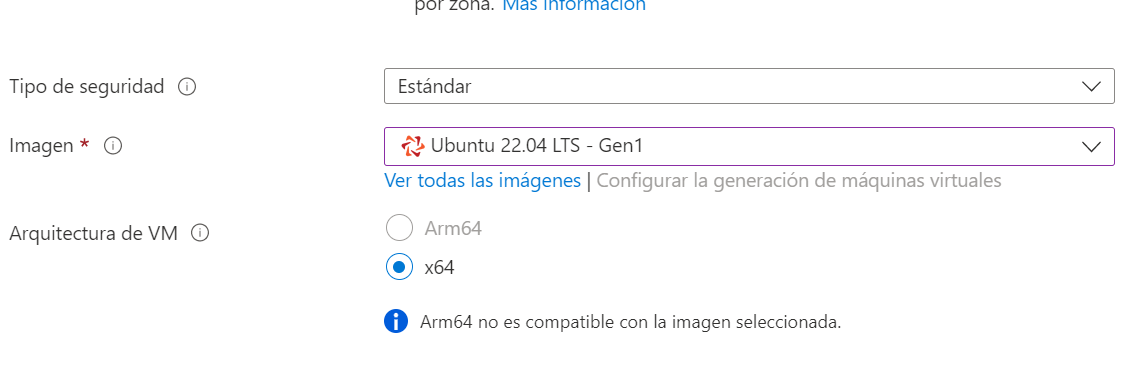 por zona. Más información
Tipo de seguridad
Estándar
Imagen *
Ubuntu 22.04 LTS - Gen1
Ver todas las imágenes | Configurar la generación de máquinas virtuales
Arquitectura de VM
Arm64
x64
Arm64 no es compatible con la imagen seleccionada.